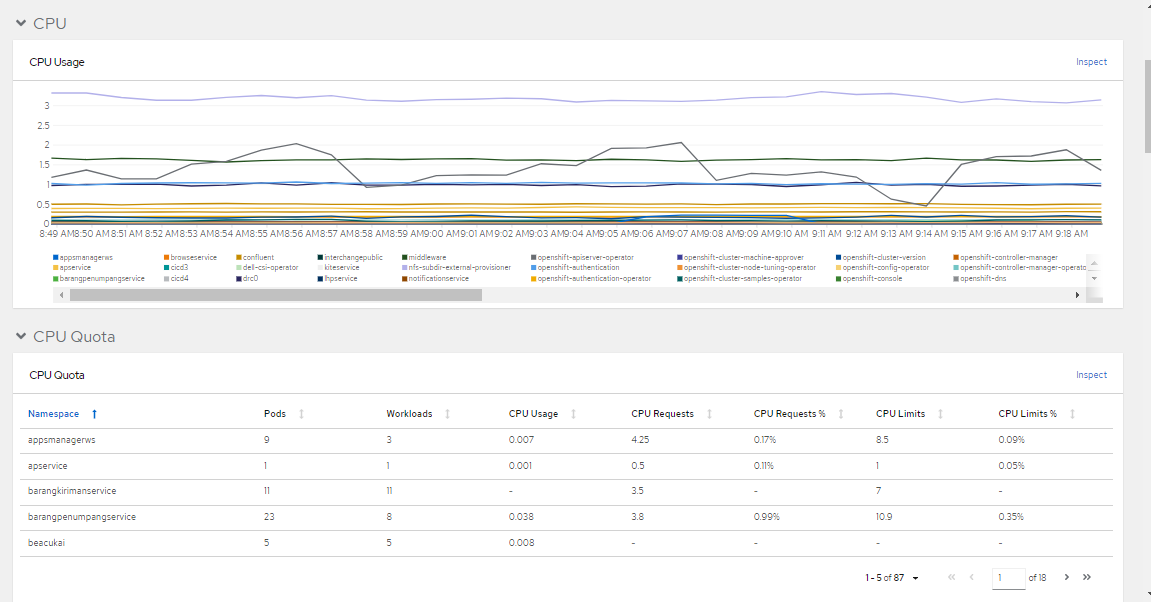 CPU
CPU Usage
Inspect
3
2.5
2
1.5
1
0.5
0
8:49 AM 8:50 AM 8:51 AM 8:52 AM 8:53 AM 8:54 AM 8:55 AM 8:56 AM 8:57 AM 8:58 AM 8:59 AM 9:00 AM 9:01 AM 9:02 AM 9:03 AM 9:04 AM 9:05 AM 9:06 AM 9:07 AM 9:08 AM 9:09 AM 9:10 AM 9:11 AM 9:12 AM 9:13 AM 9:14 AM 9:15 AM 9:16 AM 9:17 AM 9:18 AM
appsmanagerws browseservice confluent interchangepublic middleware openshift-apiserver-operator openshift-cluster-machine-approver openshift-cluster-version openshift-controller-manager
apservice cicd3 dell-csi-operator kiteservice nfs-subdir-external-provisioner openshift-authentication openshift-cluster-node-tuning-operator openshift-config-operator openshift-controller-manager-operato
barangpenumpangservice cicd4 drc0 lhpservice notificationservice openshift-authentication-operator openshift-cluster-samples-operator openshift-console openshift-dns
CPU Quota
CPU Quota
Inspect
Namespace Pods Workloads CPU Usage CPU Requests CPU Requests % CPU Limits CPU Limits %
appsmanagerws 9 3 0.007 4.25 0.17% 8.5 0.09%
apservice 1 1 0.001 0.5 0.11% 1 0.05%
barangkirimanservice 11 11 - 3.5 - 7 -
barangpenumpangservice 23 8 0.038 3.8 0.99% 10.9 0.35%
beacukai 5 5 0.008 - - - -
1 - 5 of 87 1 of 18